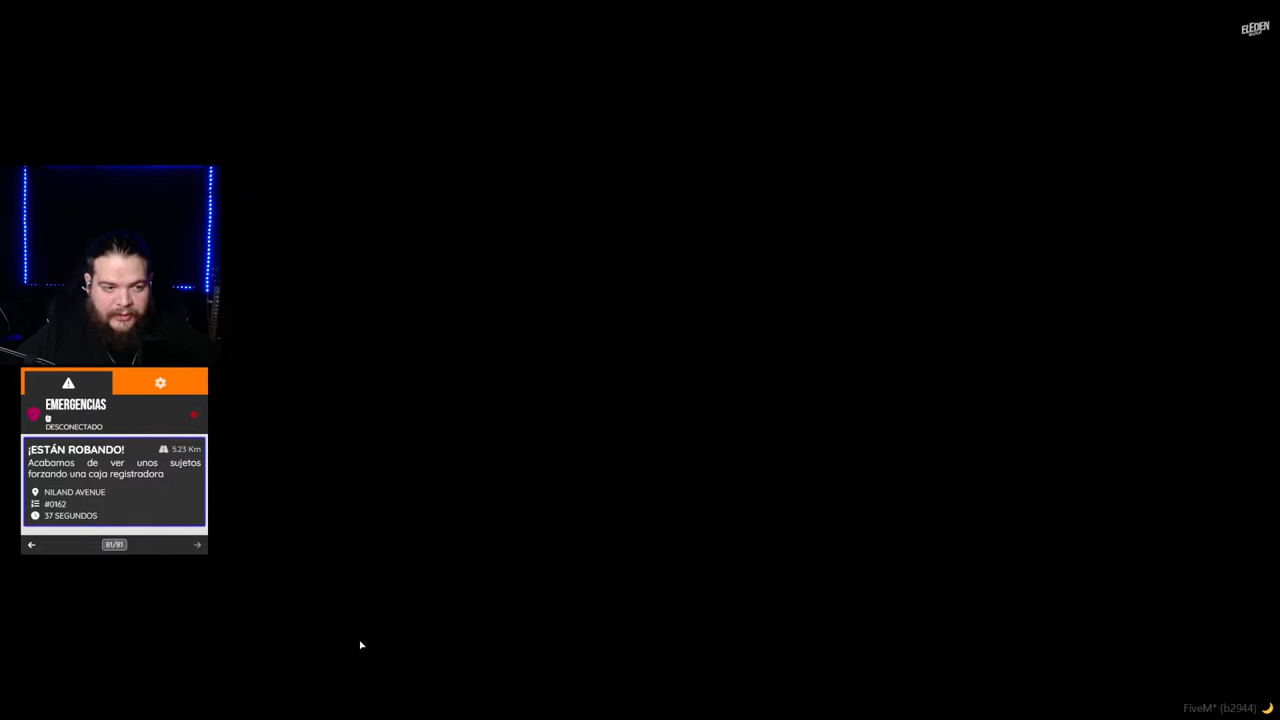 ELEDEN
EMERGENCIAS
DESCONECTADO
¡ESTÁN ROBANDO!
5.23 Km
Acabamos de ver unos sujetos
forzando una caja registradora
NILAND AVENUE
#0162
37 SEGUNDOS
81/81
FiveM* (b2944)